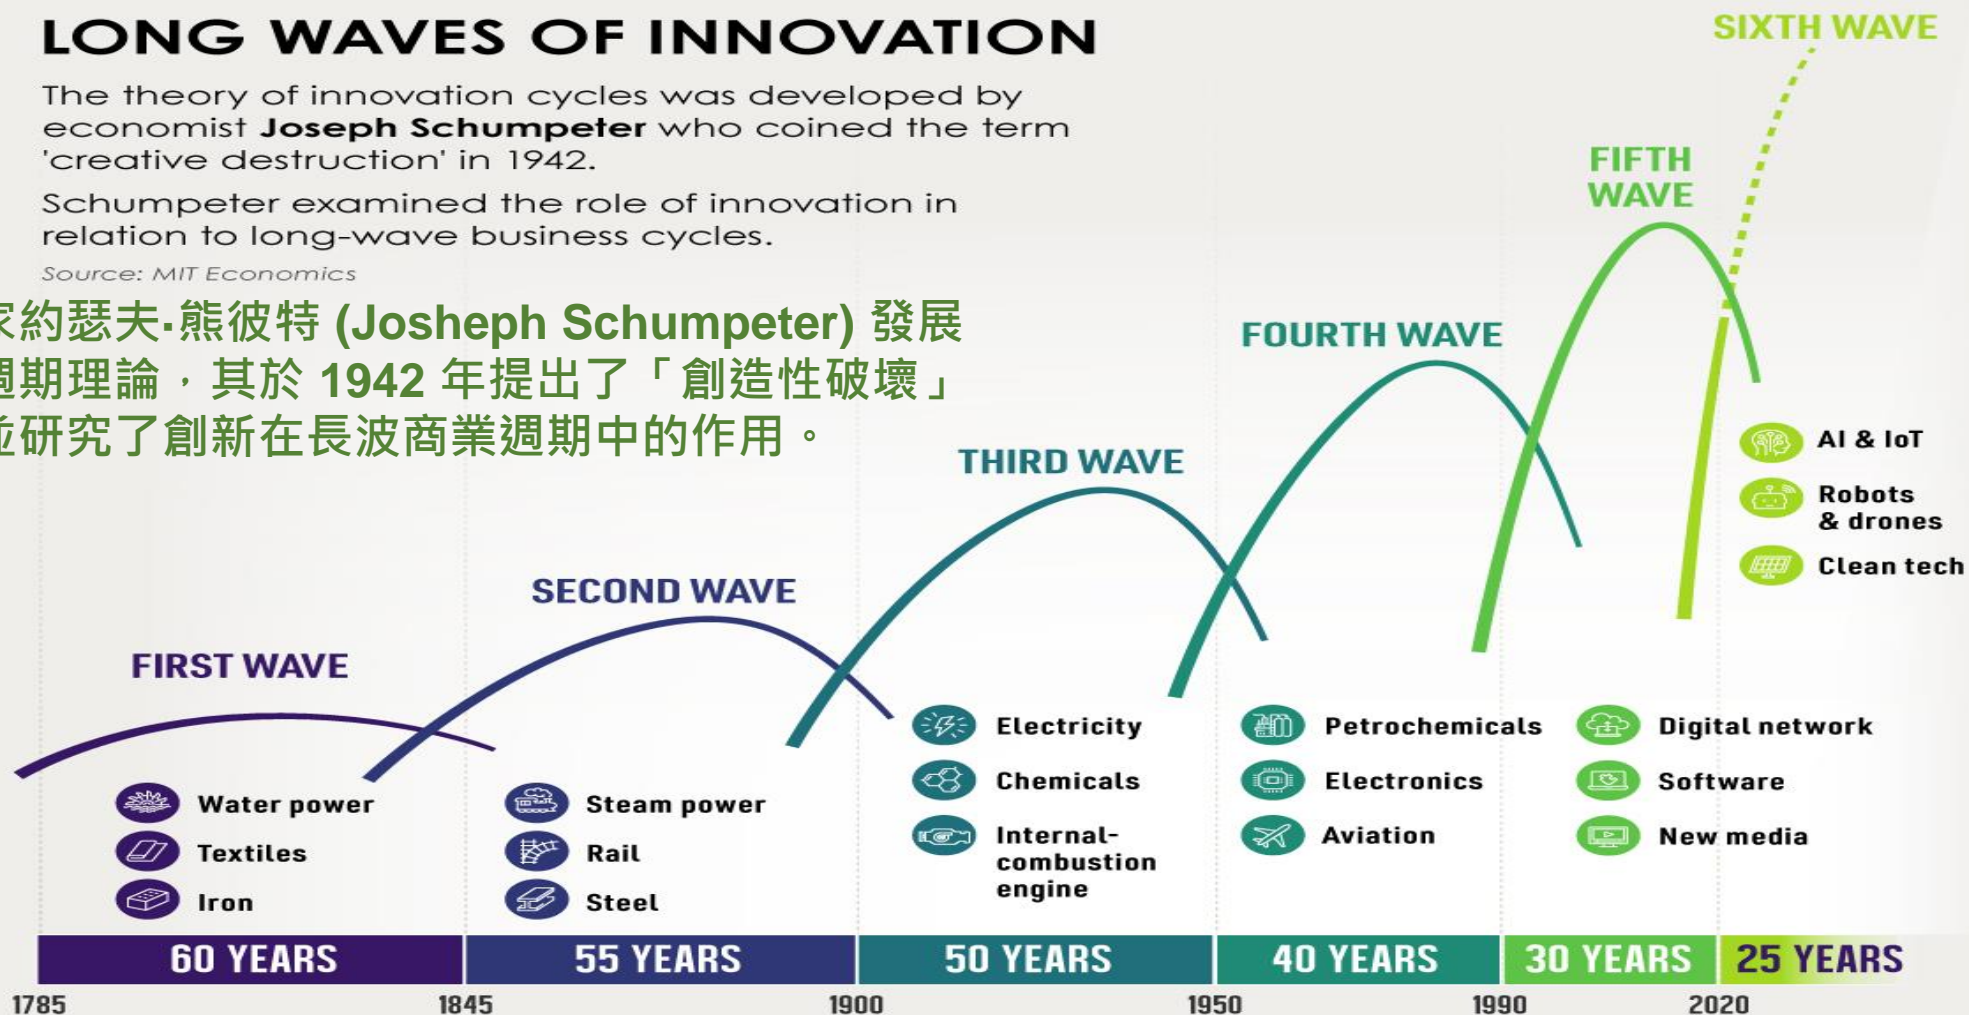 LONG WAVES OF INNOVATION
The theory of innovation cycles was developed by
economist Joseph Schumpeter who coined the term
'creative destruction' in 1942.
Schumpeter examined the role of innovation in
relation to long-wave business cycles.
Source: MIT Economics
家約瑟夫·熊彼特 (Josheph Schumpeter) 發展
週期理論，其於 1942 年提出了「創造性破壞」
並研究了創新在長波商業週期中的作用。
FIRST WAVE
Water power
Textiles
Iron
SECOND WAVE
Steam power
Rail
Steel
THIRD WAVE
Electricity
Chemicals
Internal-
combustion
engine
FOURTH WAVE
Petrochemicals
Electronics
Aviation
FIFTH
WAVE
Digital network
Software
New media
SIXTH WAVE
AI & IoT
Robots
& drones
Clean tech
60 YEARS
55 YEARS
50 YEARS
40 YEARS
30 YEARS
25 YEARS
1785
1845
1900
1950
1990
2020